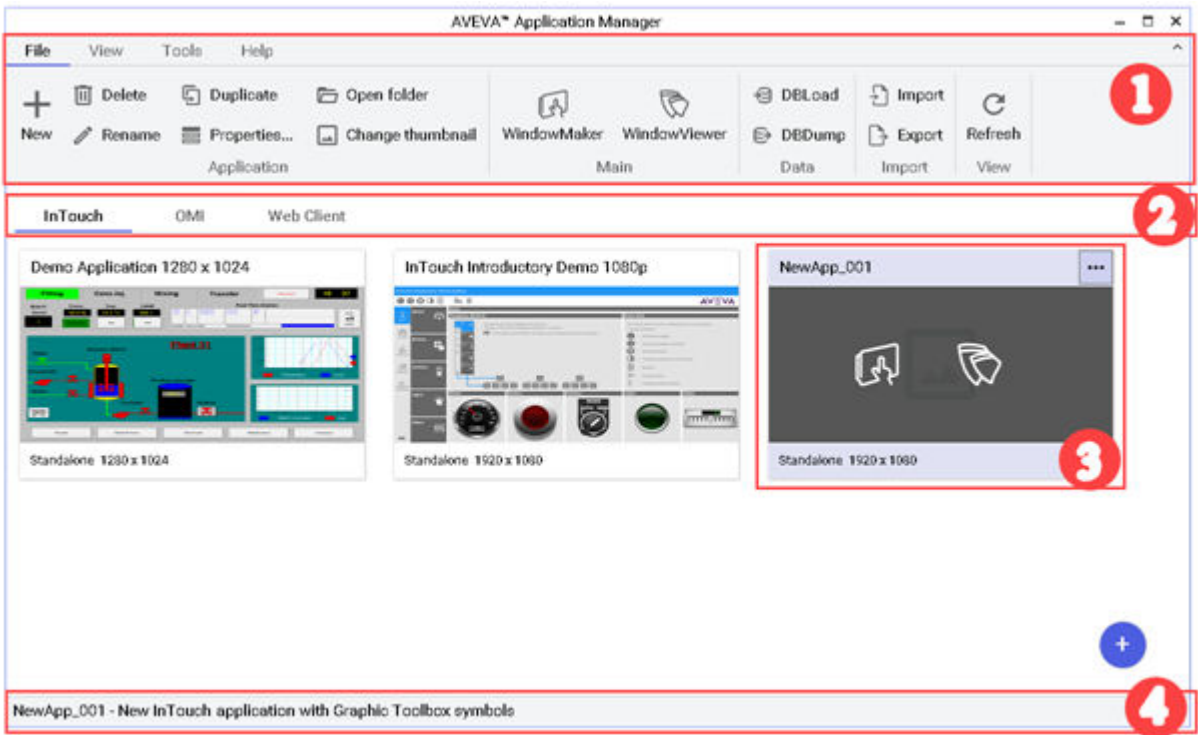 AVEVA™ Application Manager
File View Tools Help
1
New
Delete Duplicate Open folder
Rename Properties... Change thumbnail
WindowMaker WindowViewer
DBLoad
DBDump
Import
Export
Refresh
Application Main Data Import View
InTouch OMI Web Client
2
Demo Application 1280 x 1024
Plant 01
Standalone 1280 x 1024
InTouch Introductory Demo 1080p
AVEVA
Standalone 1920 x 1080
NewApp_001
Standalone 1920 x 1080
3
NewApp_001 - New InTouch application with Graphic Toolbox symbols
4